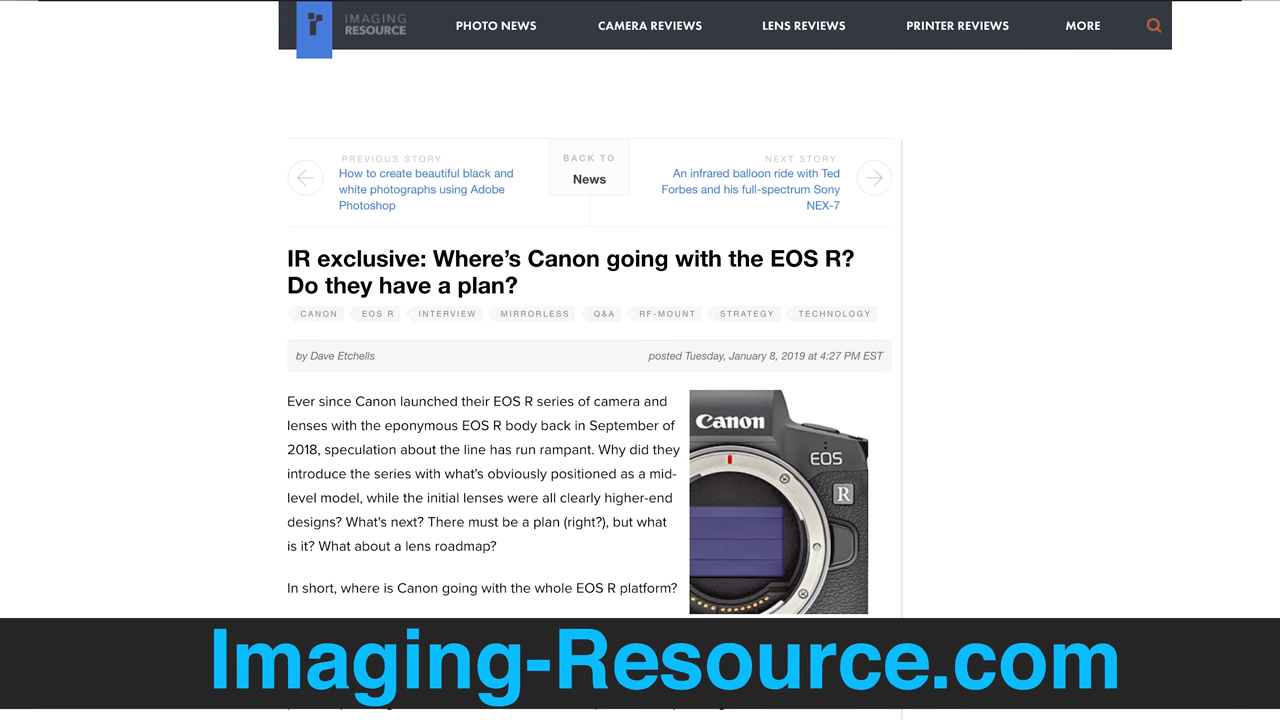 IMAGING
RESOURCE
PHOTO NEWS CAMERA REVIEWS LENS REVIEWS PRINTER REVIEWS MORE
PREVIOUS STORY
How to create beautiful black and
white photographs using Adobe
Photoshop
BACK TO
News
NEXT STORY
An infrared balloon ride with Ted
Forbes and his full-spectrum Sony
NEX-7
IR exclusive: Where’s Canon going with the EOS R?
Do they have a plan?
CANON EOS R INTERVIEW MIRRORLESS Q&A RF-MOUNT STRATEGY TECHNOLOGY
by Dave Etchells posted Tuesday, January 8, 2019 at 4:27 PM EST
Ever since Canon launched their EOS R series of camera and
lenses with the eponymous EOS R body back in September of
2018, speculation about the line has run rampant. Why did they
introduce the series with what's obviously positioned as a mid-
level model, while the initial lenses were all clearly higher-end
designs? What's next? There must be a plan (right?), but what
is it? What about a lens roadmap?
In short, where is Canon going with the whole EOS R platform?
Canon
EOS
R
Imaging-Resource.com